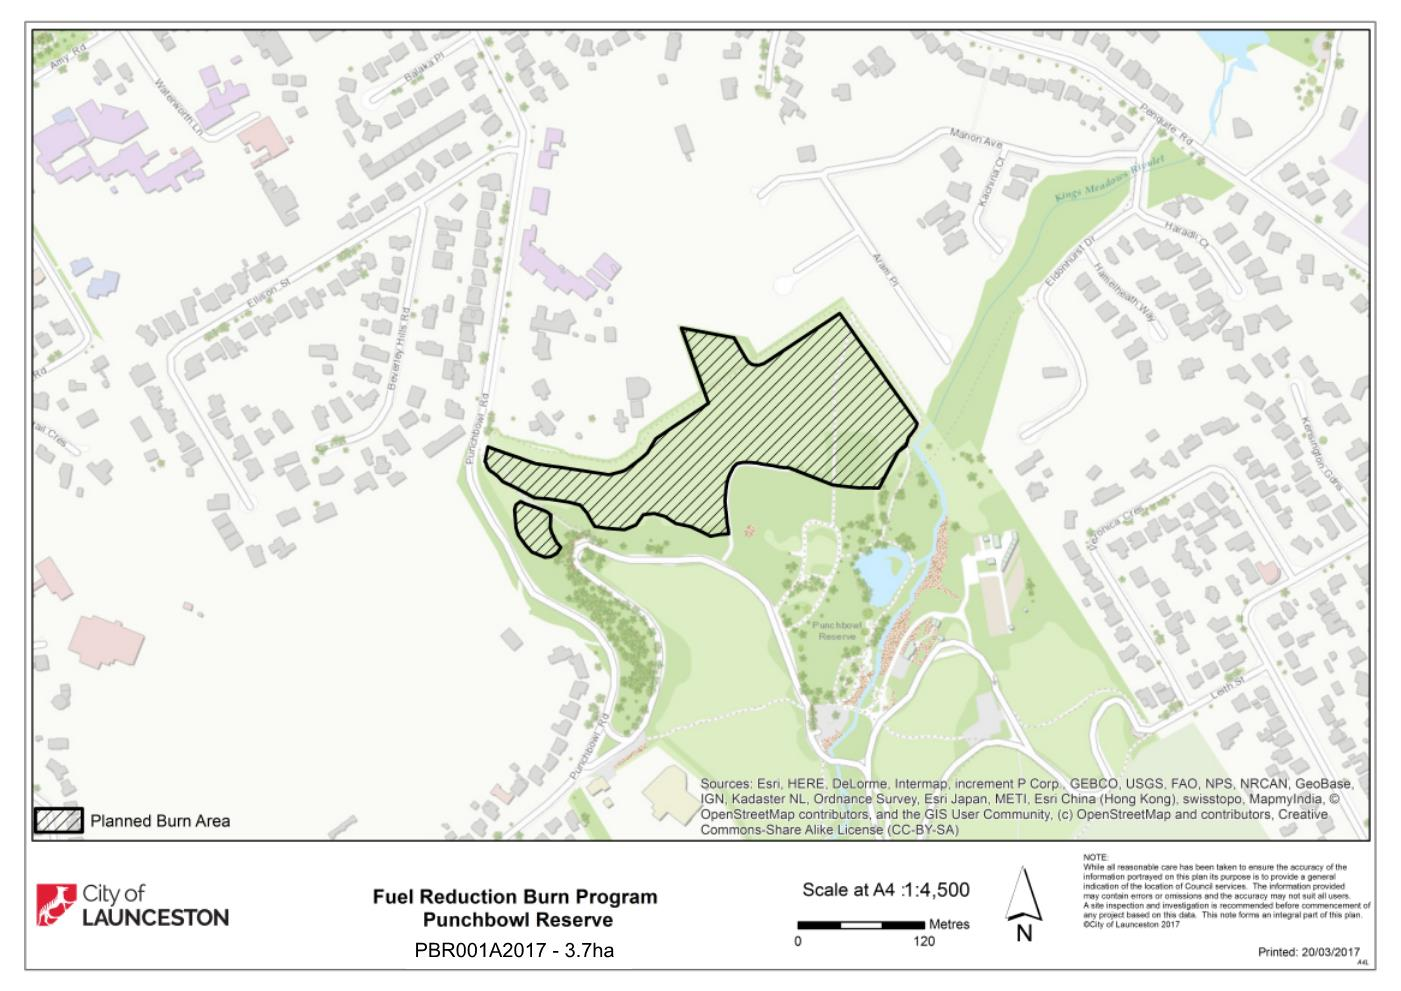 Amy Rd
Waterworth Ln
Balaka Pl
Penquite Rd
Manon Ave
Kachina Ct
Kings Meadows Rivulet
Haradli Ct
Eldonhurst Dr
Hamelheath Way
Aram Pl
Ellison St
Beverley Hills Rd
Punchbowl Rd
Rd
Kensington Gdns
Veronica Cres
Punchbowl
Reserve
Leith St
Punchbowl Rd
Sources: Esri, HERE, DeLorme, Intermap, increment P Corp., GEBCO, USGS, FAO, NPS, NRCAN, GeoBase,
IGN, Kadaster NL, Ordnance Survey, Esri Japan, METI, Esri China (Hong Kong), swisstopo, MapmyIndia, ©
OpenStreetMap contributors, and the GIS User Community, (c) OpenStreetMap and contributors, Creative
Commons-Share Alike License (CC-BY-SA)
Planned Burn Area
City of
LAUNCESTON
Fuel Reduction Burn Program
Punchbowl Reserve
PBR001A2017 - 3.7ha
Scale at A4 :1:4,500
Metres
0 120
N
NOTE:
While all reasonable care has been taken to ensure the accuracy of the
information portrayed on this plan its purpose is to provide a general
indication of the location of Council services. The information provided
may contain errors or omissions and the accuracy may not suit all users.
A site inspection and investigation is recommended before commencement of
any project based on this data. This note forms an integral part of this plan.
©City of Launceston 2017
Printed: 20/03/2017
A4L